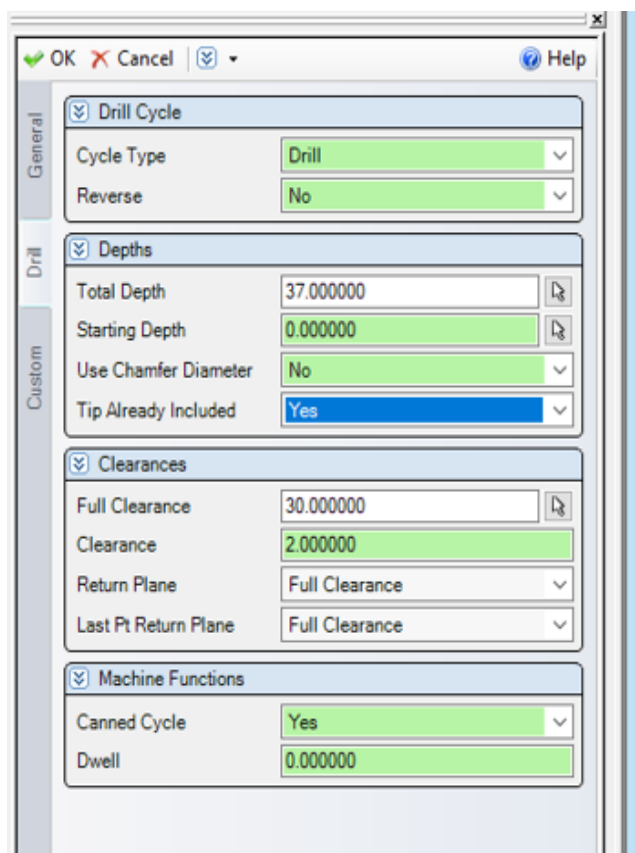 OK Cancel Help
General
Drill
Custom
Drill Cycle
Cycle Type Drill
Reverse No
Depths
Total Depth 37.000000
Starting Depth 0.000000
Use Chamfer Diameter No
Tip Already Included Yes
Clearances
Full Clearance 30.000000
Clearance 2.000000
Return Plane Full Clearance
Last Pt Return Plane Full Clearance
Machine Functions
Canned Cycle Yes
Dwell 0.000000